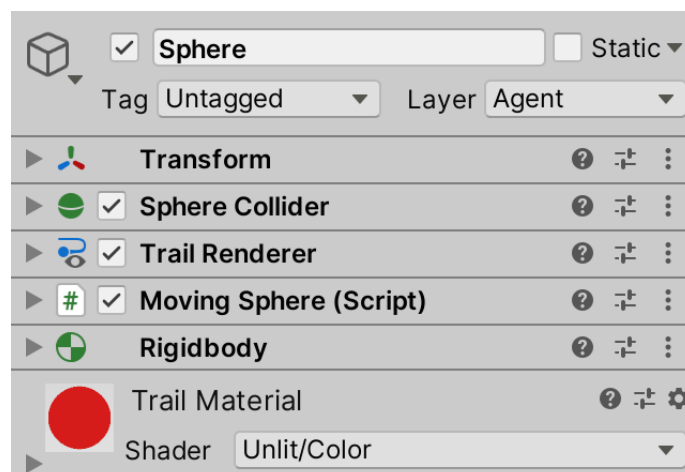 Sphere Static
Tag Untagged Layer Agent
Transform
Sphere Collider
Trail Renderer
# Moving Sphere (Script)
Rigidbody
Trail Material
Shader Unlit/Color